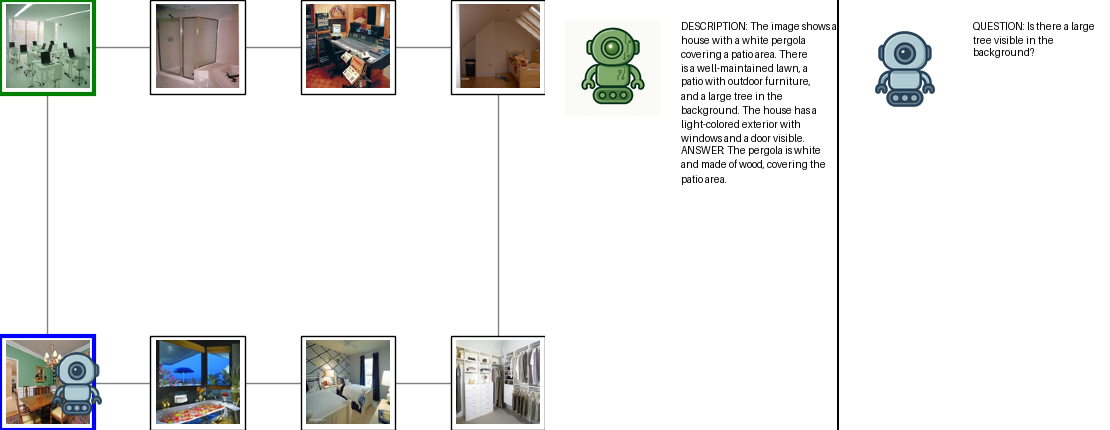 DESCRIPTION: The image shows a
house with a white pergola
covering a patio area. There
is a well-maintained lawn, a
patio with outdoor furniture,
and a large tree in the
background. The house has a
light-colored exterior with
windows and a door visible.
ANSWER: The pergola is white
and made of wood, covering the
patio area.
QUESTION: Is there a large
tree visible in the
background?